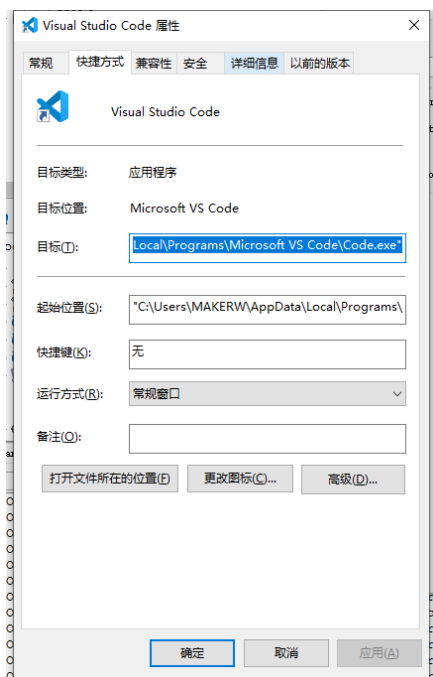 Visual Studio Code 属性
常规 快捷方式 兼容性 安全 详细信息 以前的版本
Visual Studio Code
目标类型: 应用程序
目标位置: Microsoft VS Code
目标(T): Local\Programs\Microsoft VS Code\Code.exe"
起始位置(S): "C:\Users\MAKERW\AppData\Local\Programs\
快捷键(K): 无
运行方式(R): 常规窗口
备注(O):
打开文件所在的位置(F) 更改图标(C)... 高级(D)...
确定 取消 应用(A)